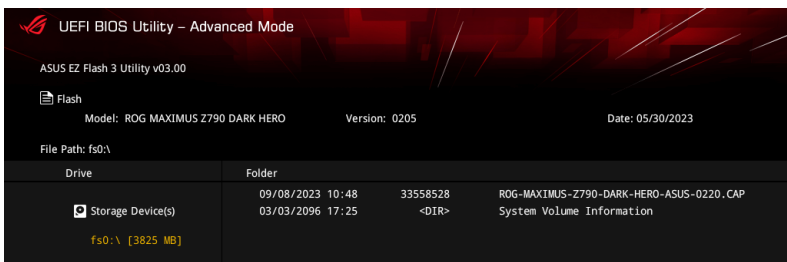 UEFI BIOS Utility – Advanced Mode
ASUS EZ Flash 3 Utility v03.00
Flash
Model: ROG MAXIMUS Z790 DARK HERO Version: 0205 Date: 05/30/2023
File Path: fs0:\
Drive Folder
09/08/2023 10:48 33558528 ROG-MAXIMUS-Z790-DARK-HERO-ASUS-0220.CAP
Storage Device(s) 03/03/2096 17:25 <DIR> System Volume Information
fs0:\ [3825 MB]